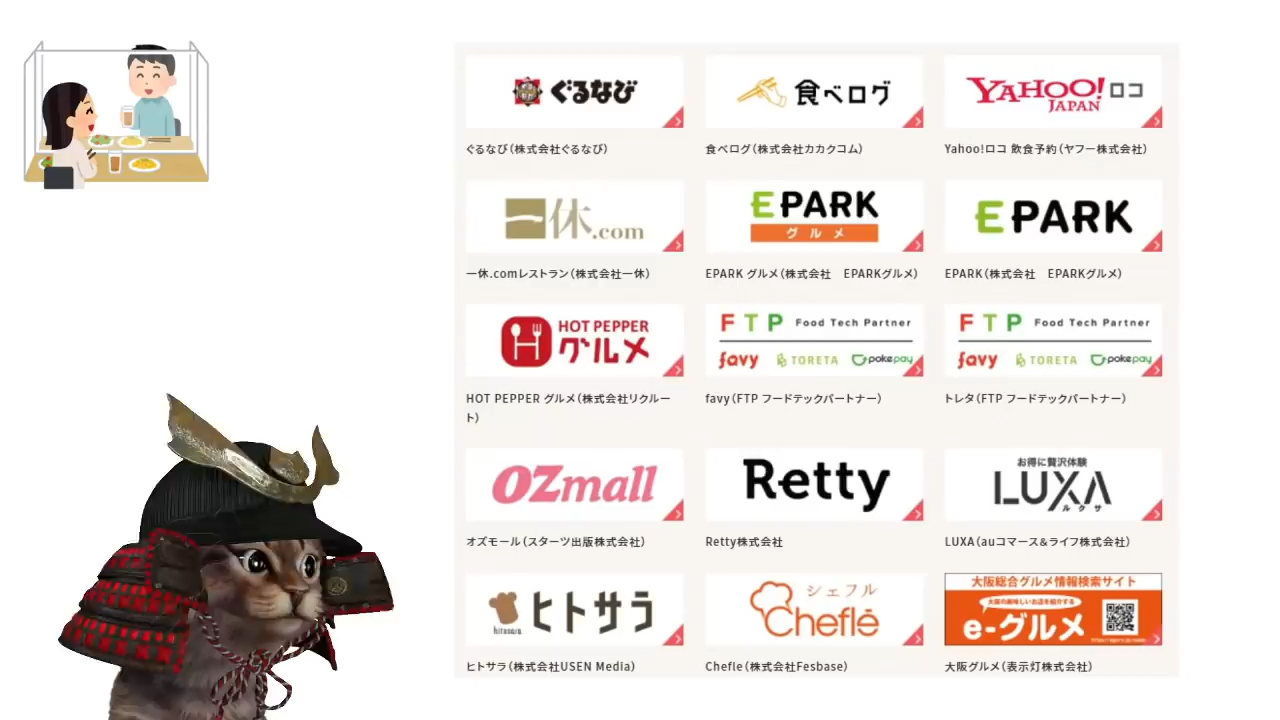 ぐるなび
食べログ
YAHOO! JAPAN ロコ
ぐるなび(株式会社ぐるなび)
食べログ(株式会社カカクコム)
Yahoo!ロコ 飲食予約(ヤフー株式会社)
一休.com
EPARK
グルメ
EPARK
一休.comレストラン(株式会社一休)
EPARK グルメ(株式会社　EPARKグルメ)
EPARK(株式会社　EPARKグルメ)
HOT PEPPER
グルメ
FTP Food Tech Partner
favy TORETA pokepay
FTP Food Tech Partner
favy TORETA pokepay
HOT PEPPER グルメ(株式会社リクルー
ト)
favy(FTP フードテックパートナー)
トレタ(FTP フードテックパートナー)
OZmall
Retty
お得に贅沢体験
LUXA
ルクサ
オズモール(スターツ出版株式会社)
Retty株式会社
LUXA(auコマース&ライフ株式会社)
hitosara
ヒトサラ
シェフル
Cheflé
大阪総合グルメ情報検索サイト
大阪の美味しいお店を紹介する
e-グルメ
ヒトサラ(株式会社USEN Media)
Chefle(株式会社Fesbase)
大阪グルメ(表示灯株式会社)